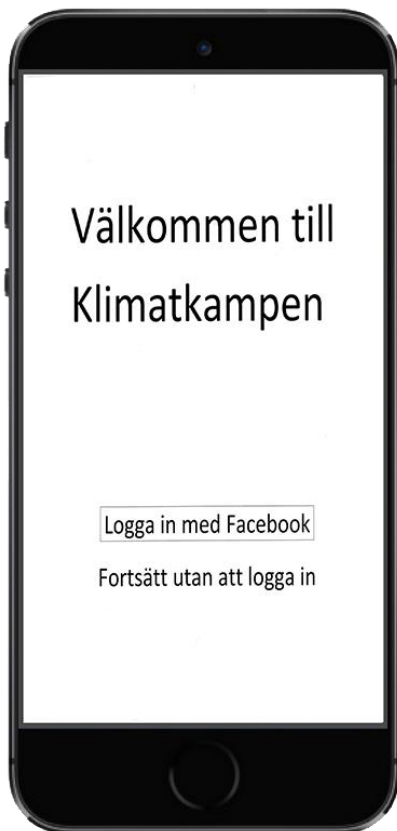 Välkommen till
Klimatkampen
Logga in med Facebook
Fortsätt utan att logga in